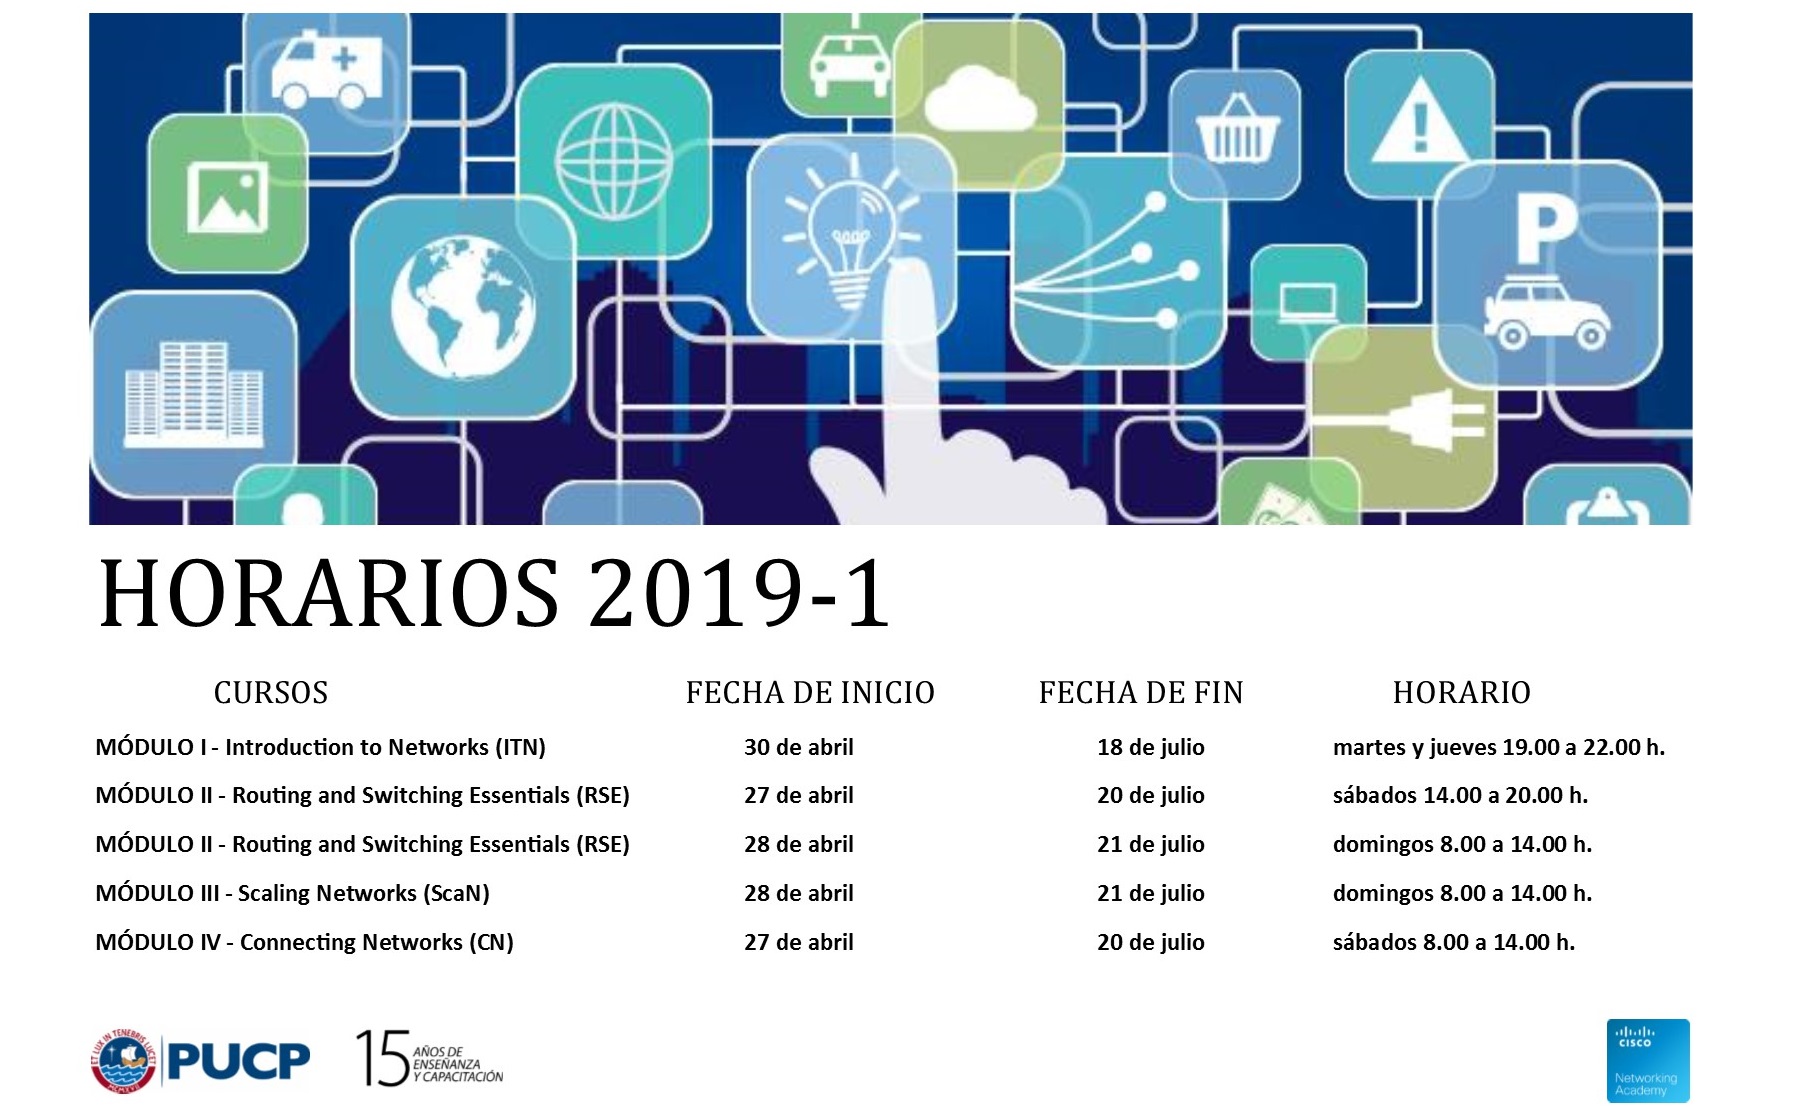 P
HORARIOS 2019-1
CURSOS FECHA DE INICIO FECHA DE FIN HORARIO
MÓDULO I - Introduction to Networks (ITN) 30 de abril 18 de julio martes y jueves 19.00 a 22.00 h.
MÓDULO II - Routing and Switching Essentials (RSE) 27 de abril 20 de julio sábados 14.00 a 20.00 h.
MÓDULO II - Routing and Switching Essentials (RSE) 28 de abril 21 de julio domingos 8.00 a 14.00 h.
MÓDULO III - Scaling Networks (ScaN) 28 de abril 21 de julio domingos 8.00 a 14.00 h.
MÓDULO IV - Connecting Networks (CN) 27 de abril 20 de julio sábados 8.00 a 14.00 h.
ET LUX IN TENEBRIS LUCET
MCMXVII
PUCP
15 AÑOS DE
ENSEÑANZA
Y CAPACITACIÓN
CISCO
Networking
Academy